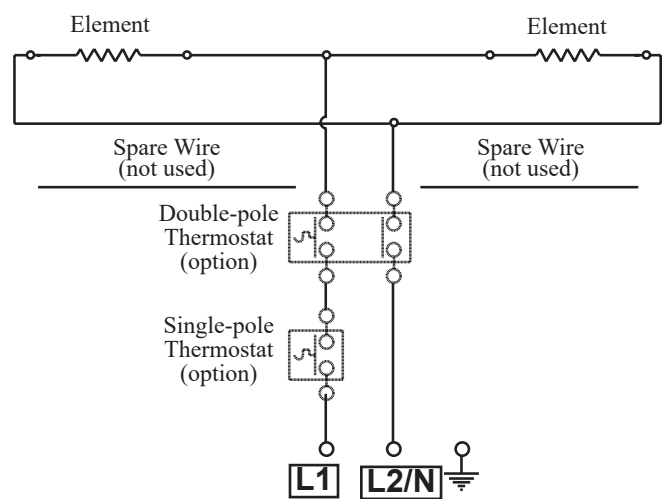 Element
Element
Spare Wire
(not used)
Spare Wire
(not used)
Double-pole
Thermostat
(option)
Single-pole
Thermostat
(option)
L1
L2/N